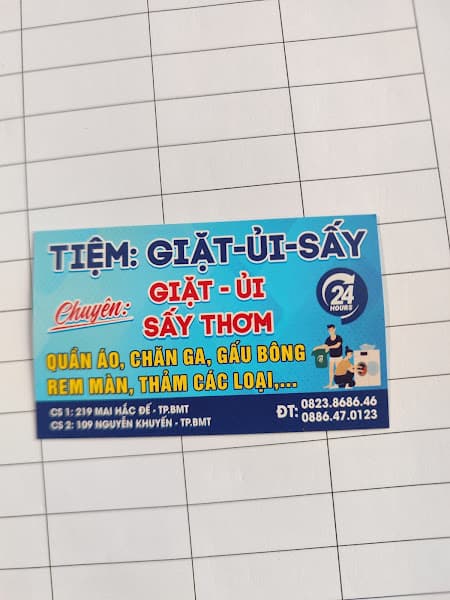 TIỆM: GIẶT-ỦI-SẤY
Chuyên:
GIẶT - ỦI
SẤY THƠM
24
HOURS
QUẦN ÁO, CHĂN GA, GẤU BÔNG
REM MÀN, THẢM CÁC LOẠI,...
CS 1: 219 MAI HẮC ĐẾ - TP.BMT
CS 2: 109 NGUYỄN KHUYẾN - TP.BMT
ĐT: 0823.8686.46
0886.47.0123